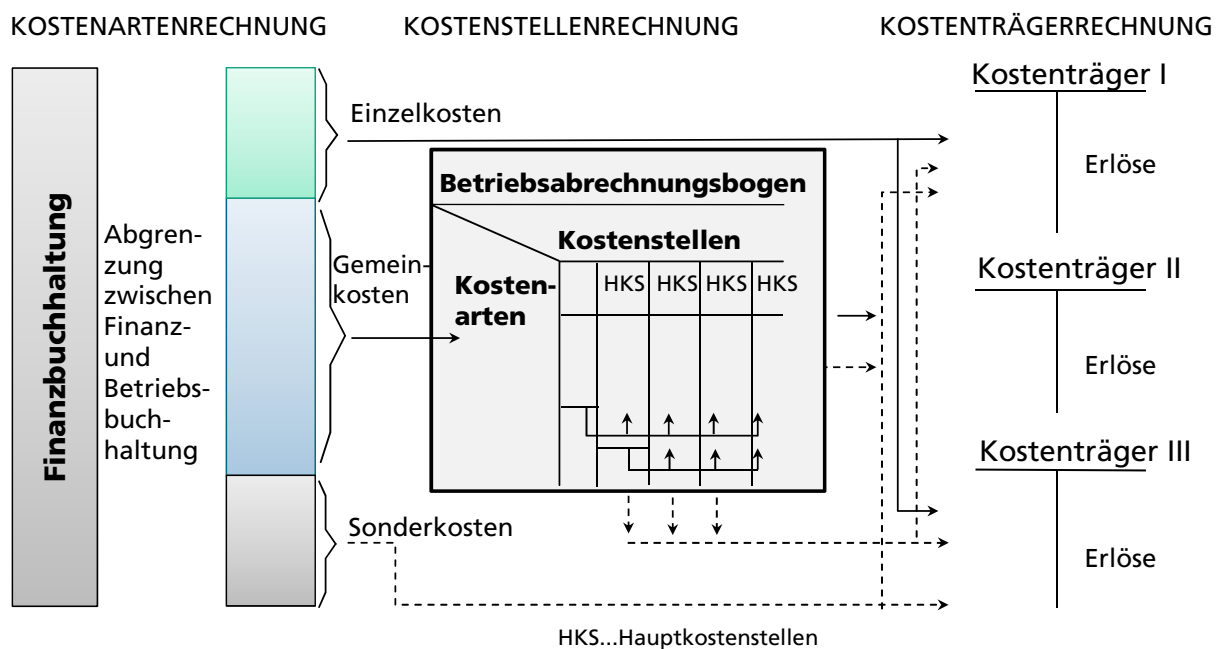 KOSTENARTENRECHNUNG
KOSTENSTELLENRECHNUNG
KOSTENTRÄGERRECHNUNG
Finanzbuchhaltung
Abgren-
zung
zwischen
Finanz-
und
Betriebs-
buch-
haltung
Einzelkosten
Gemein-
kosten
Sonderkosten
Betriebsabrechnungsbogen
Kostenstellen
Kosten-
arten
HKS HKS HKS HKS
Kostenträger I
Erlöse
Kostenträger II
Erlöse
Kostenträger III
Erlöse
HKS...Hauptkostenstellen